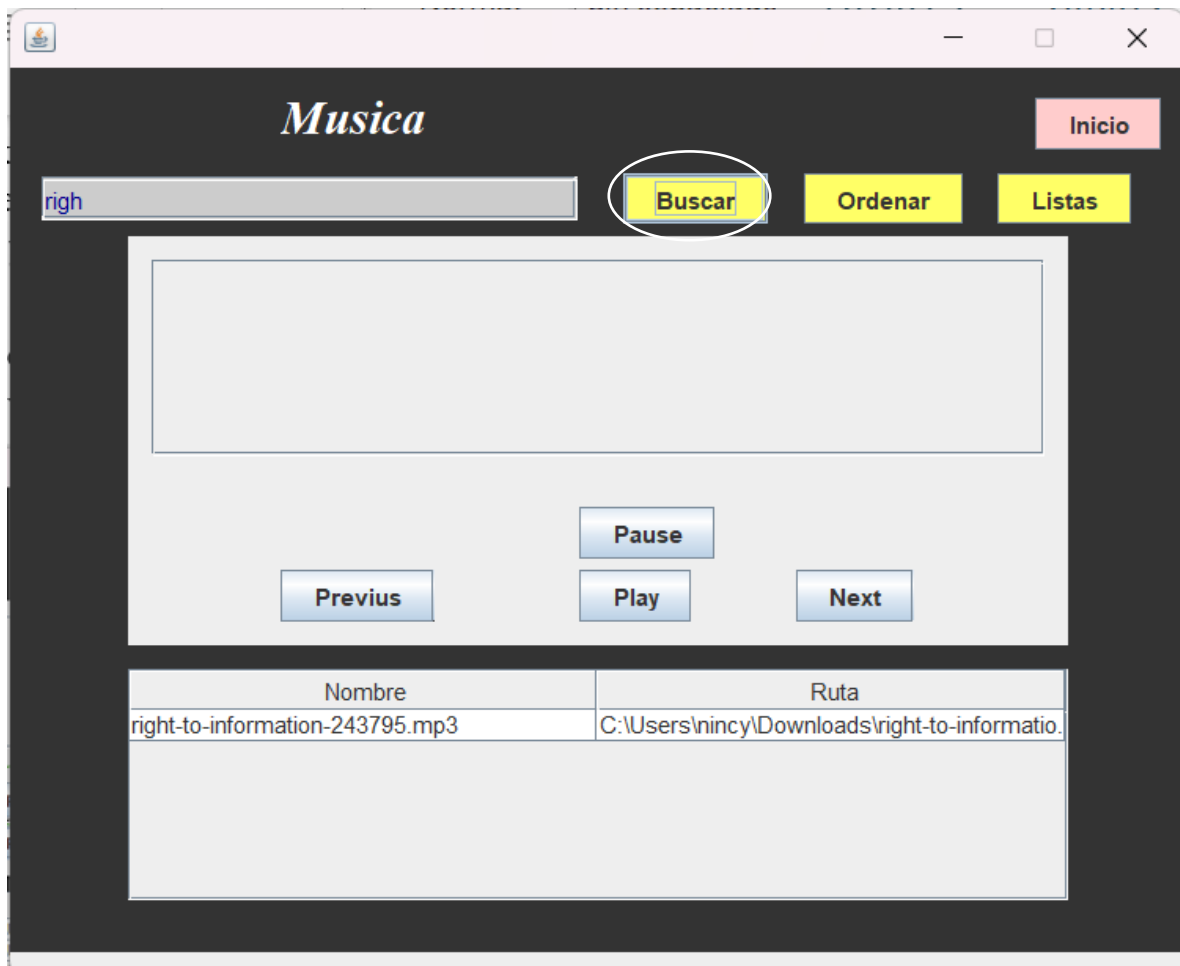 Musica
Inicio
righ
Buscar
Ordenar
Listas
Pause
Previus
Play
Next
Nombre
Ruta
right-to-information-243795.mp3
C:\Users\nincy\Downloads\right-to-informatio.